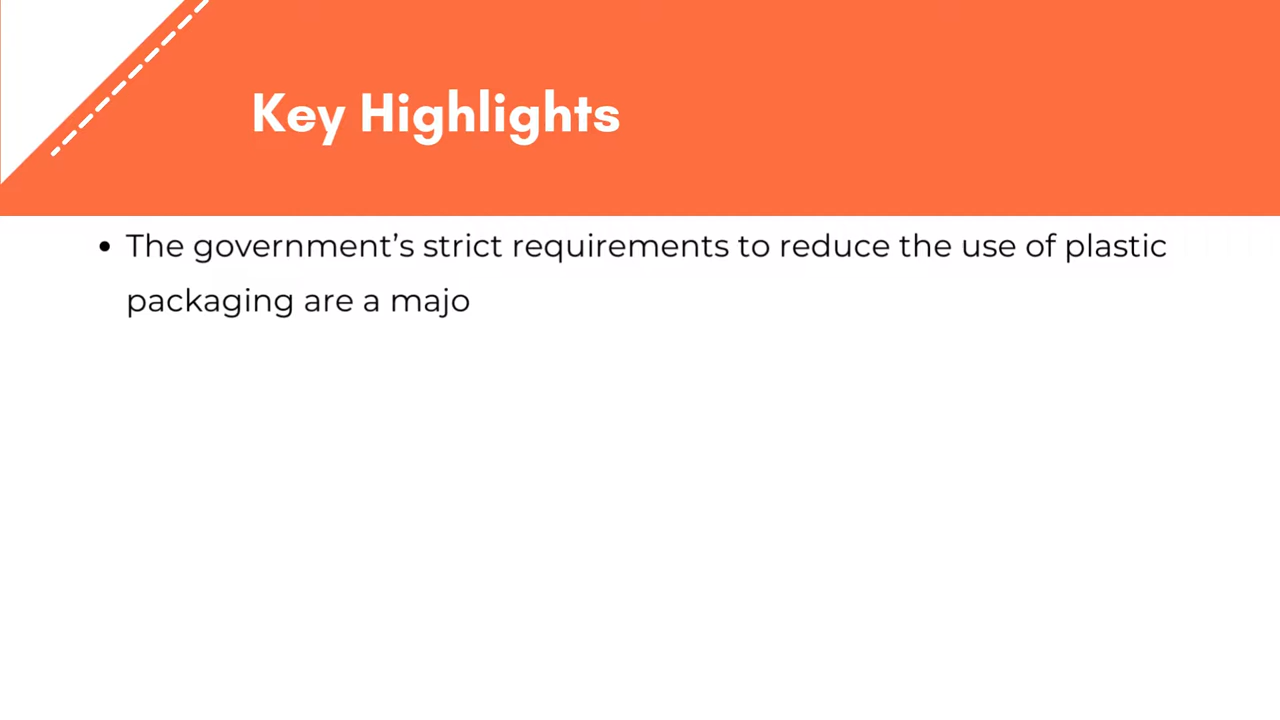 Key Highlights
• The government’s strict requirements to reduce the use of plastic
packaging are a majo